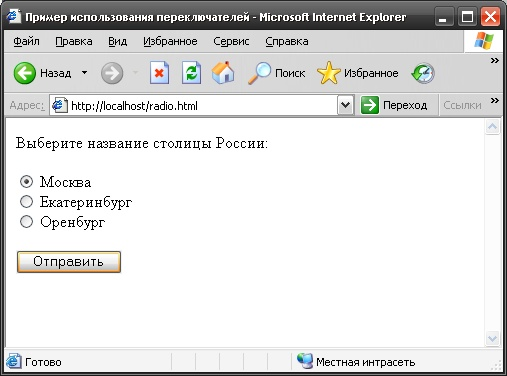 Пример использования переключателей - Microsoft Internet Explorer
Файл Правка Вид Избранное Сервис Справка
Назад Поиск Избранное »
Адрес: http://localhost/radio.html Переход Ссылки »
Выберите название столицы России:
Москва
Екатеринбург
Оренбург
Отправить
Готово Местная интрасеть